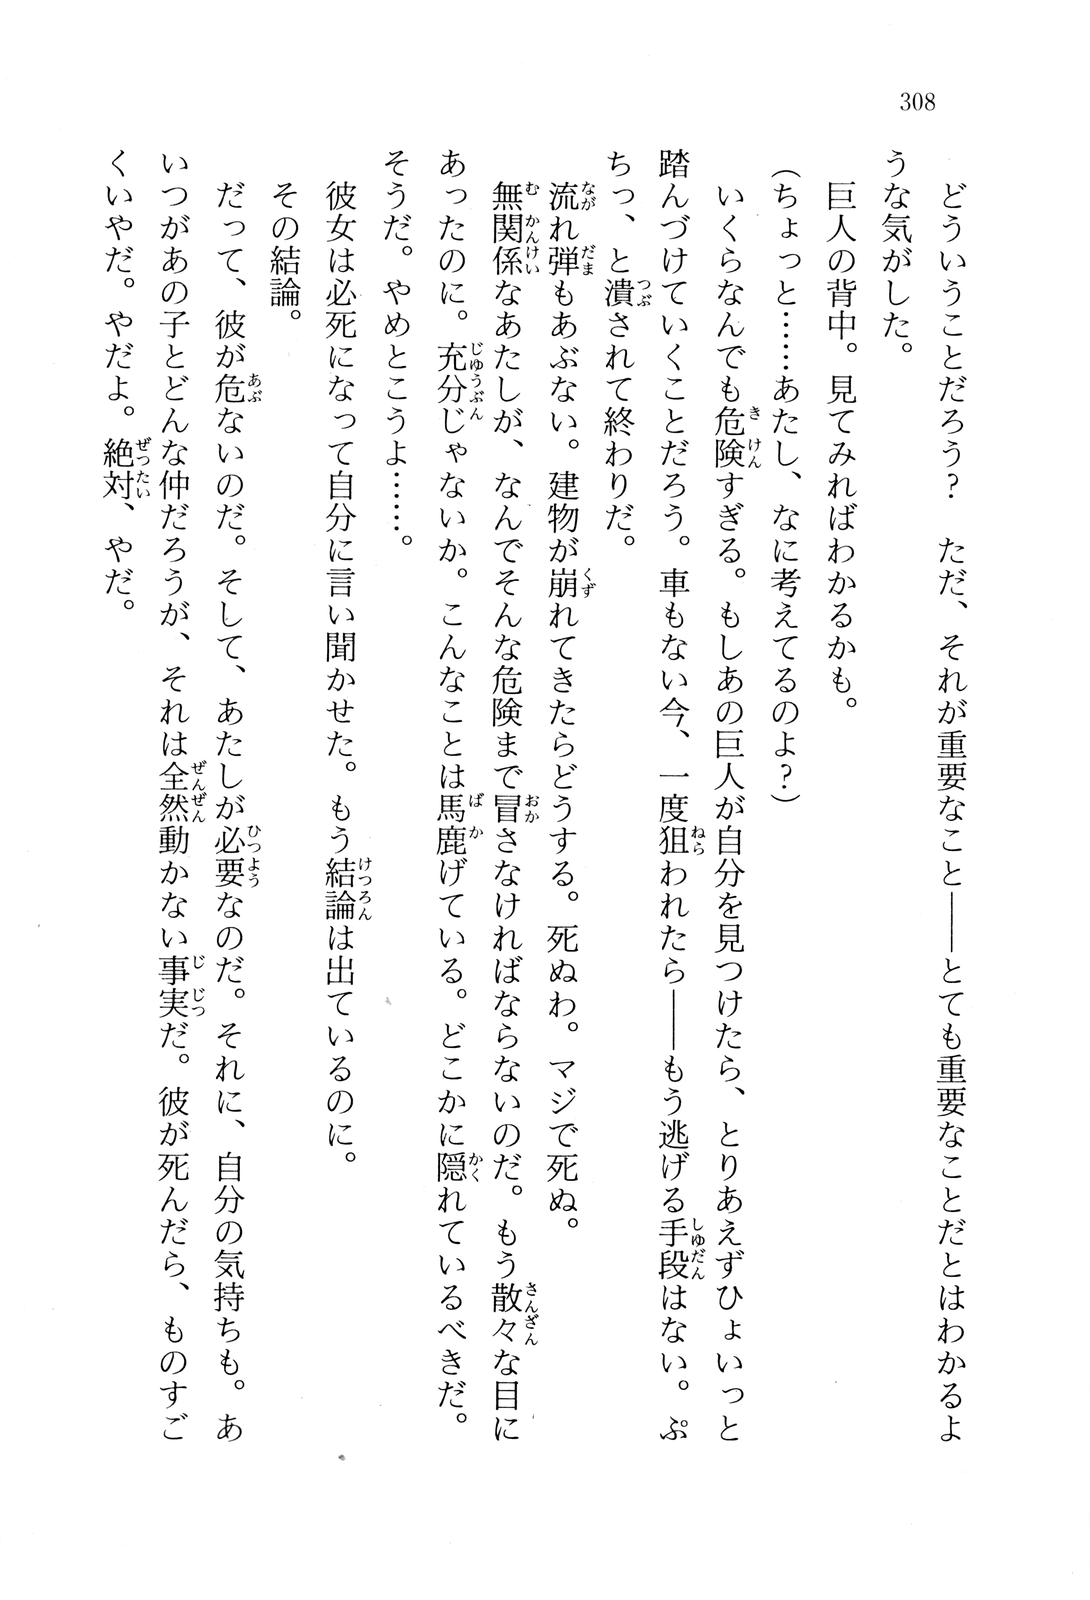 308
　どういうことだろう？　ただ、それが重要なこと――とても重要なことだとはわかるよ
うな気がした。
　巨人の背中。見てみればわかるかも。
（ちょっと……あたし、なに考えてるのよ？）
　いくらなんでも危険すぎる。もしあの巨人が自分を見つけたら、とりあえずひょいっと
踏んづけていくことだろう。車もない今、一度狙われたら――もう逃げる手段はない。ぷ
ちっ、と潰されて終わりだ。
　流れ弾もあぶない。建物が崩れてきたらどうする。死ぬわ。マジで死ぬ。
　無関係なあたしが、なんでそんな危険まで冒さなければならないのだ。もう散々な目に
あったのに。充分じゃないか。こんなことは馬鹿げている。どこかに隠れているべきだ。
そうだ。やめとこうよ……。
　彼女は必死になって自分に言い聞かせた。もう結論は出ているのに。
　その結論。
　だって、彼が危ないのだ。そして、あたしが必要なのだ。それに、自分の気持ちも。あ
いつがあの子とどんな仲だろうが、それは全然動かない事実だ。彼が死んだら、ものすご
くいやだ。やだよ。絶対、やだ。